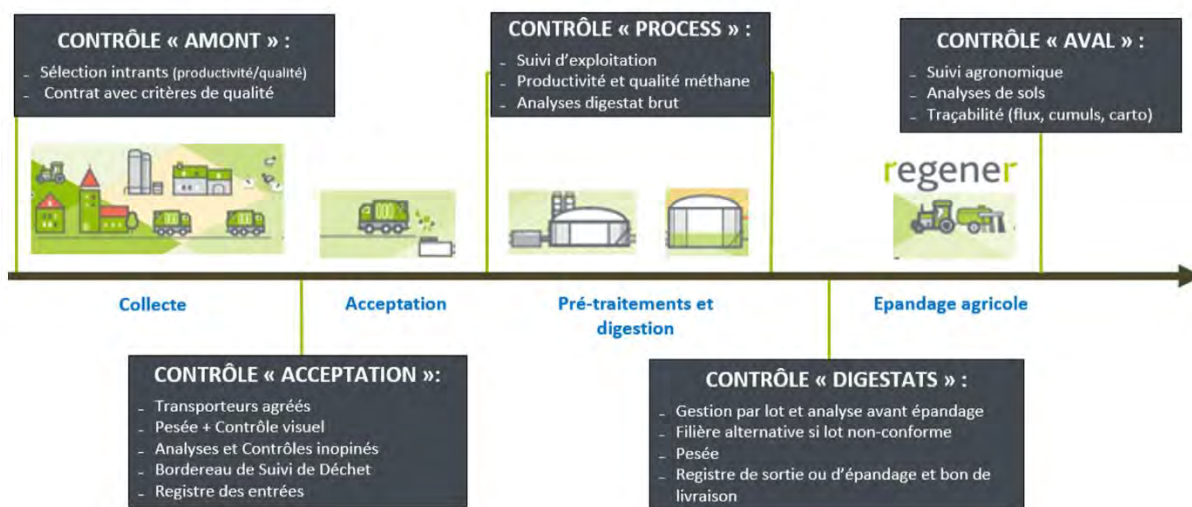 CONTRÔLE « AMONT » :
- Sélection intrants (productivité/qualité)
- Contrat avec critères de qualité
CONTRÔLE « PROCESS » :
- Suivi d'exploitation
- Productivité et qualité méthane
- Analyses digestat brut
CONTRÔLE « AVAL » :
- Suivi agronomique
- Analyses de sols
- Traçabilité (flux, cumuls, carto)
regener
Collecte
Acceptation
Pré-traitements et
digestion
Epandage agricole
CONTRÔLE « ACCEPTATION »:
- Transporteurs agréés
- Pesée + Contrôle visuel
- Analyses et Contrôles inopinés
- Bordereau de Suivi de Déchet
- Registre des entrées
CONTRÔLE « DIGESTATS » :
- Gestion par lot et analyse avant épandage
- Filière alternative si lot non-conforme
- Pesée
- Registre de sortie ou d'épandage et bon de
livraison